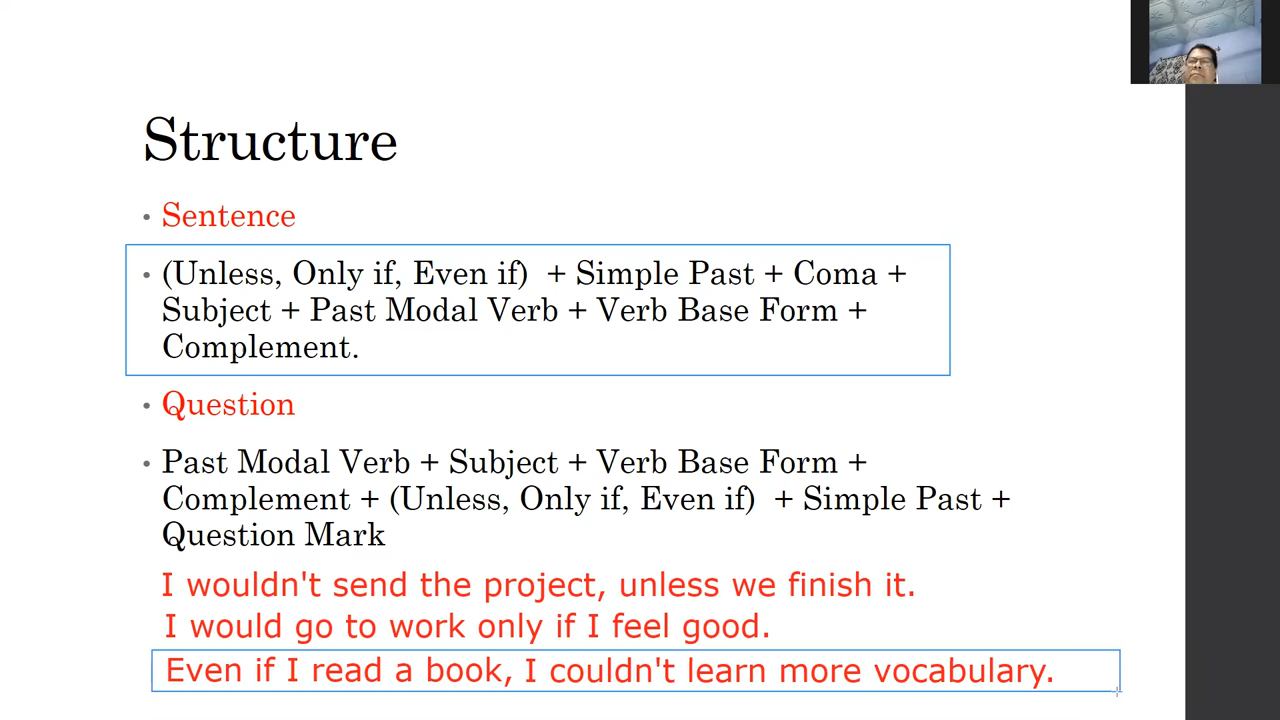 Structure
• Sentence
• (Unless, Only if, Even if) + Simple Past + Coma +
Subject + Past Modal Verb + Verb Base Form +
Complement.
• Question
• Past Modal Verb + Subject + Verb Base Form +
Complement + (Unless, Only if, Even if) + Simple Past +
Question Mark
I wouldn't send the project, unless we finish it.
I would go to work only if I feel good.
Even if I read a book, I couldn't learn more vocabulary.